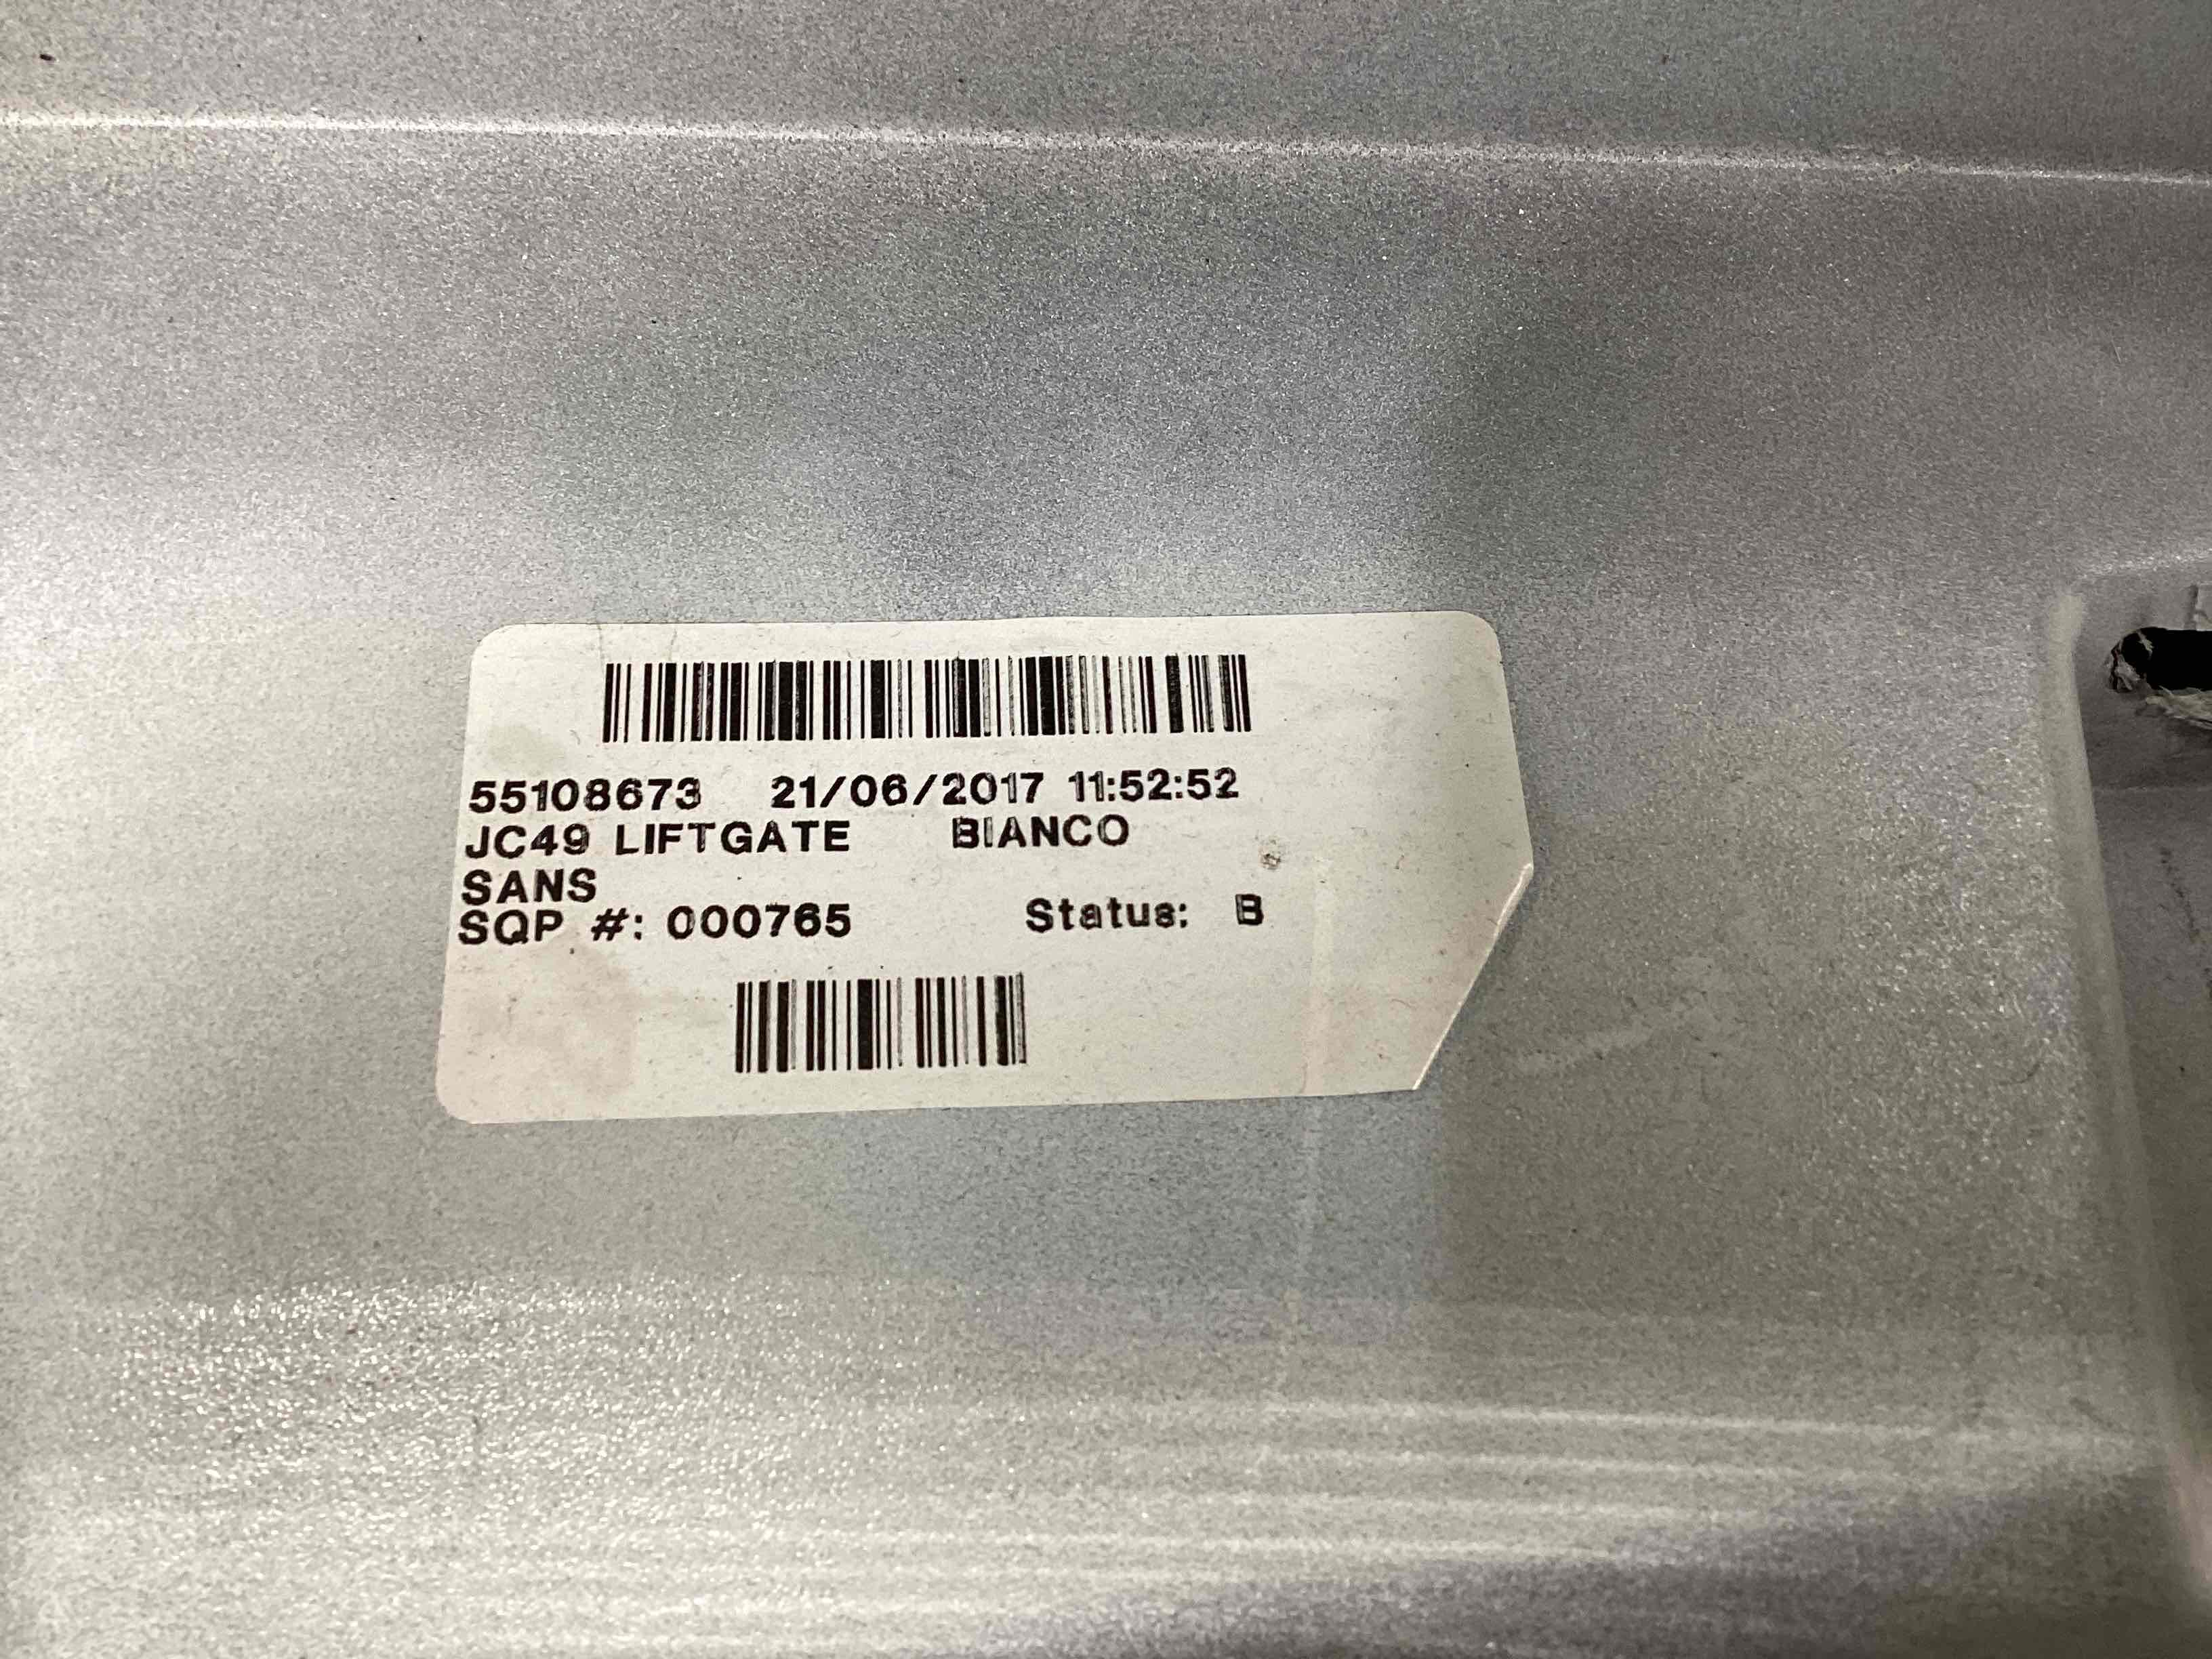 55108673 21/06/2017 11:52:52
JC49 LIFTGATE BIANCO
SANS
SQP #: 000765 Status: B